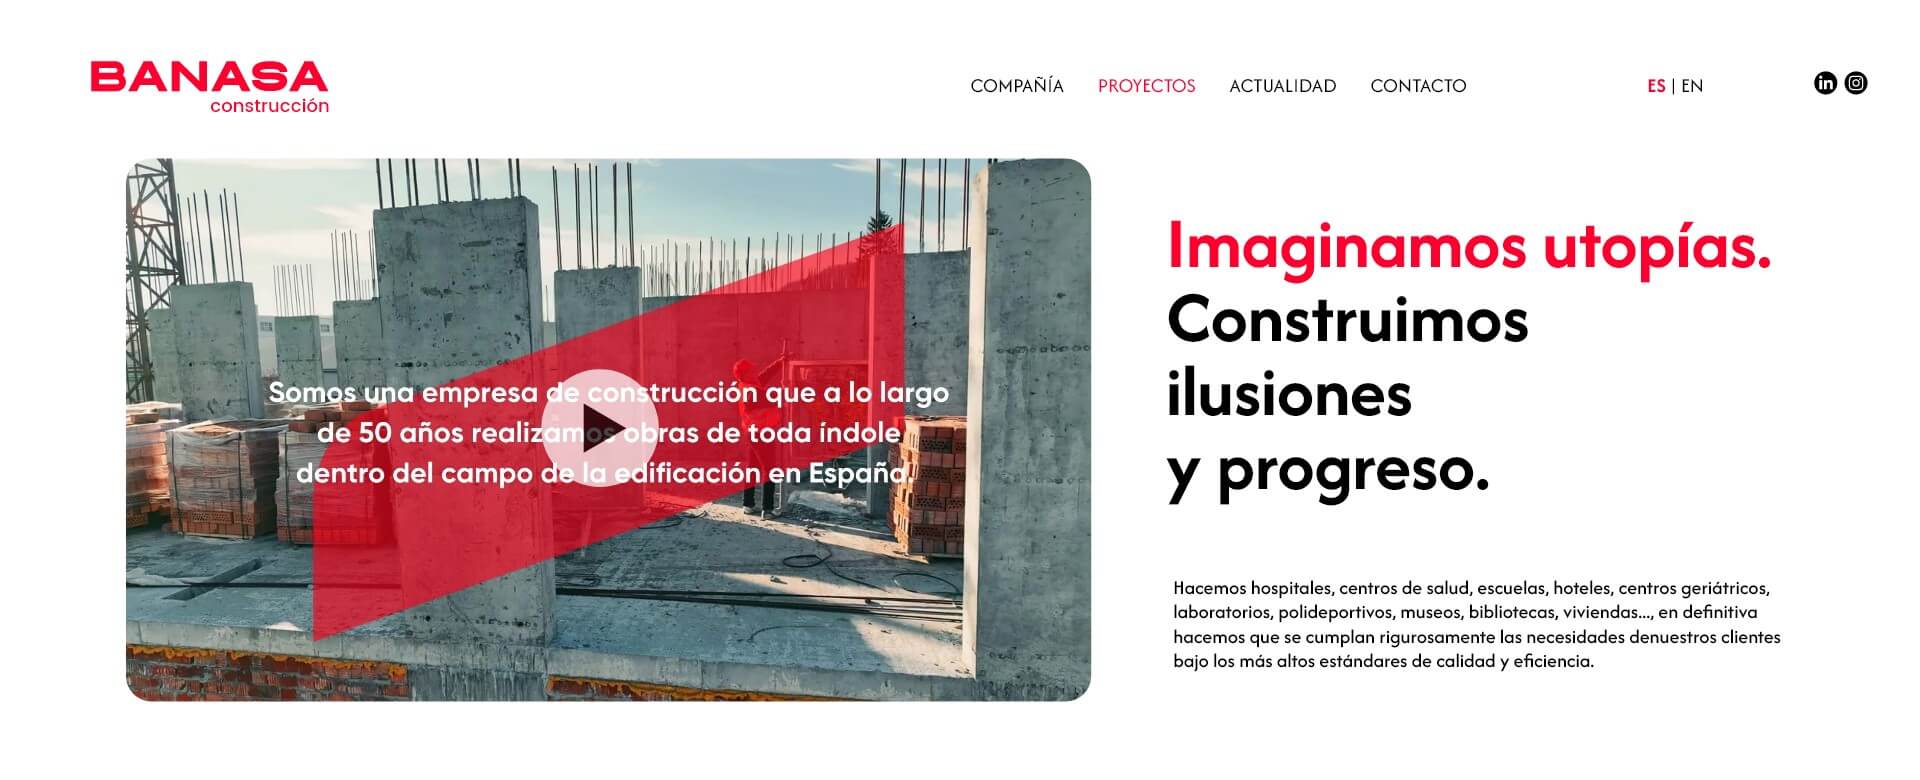 BANASA
construcción
COMPAÑÍA PROYECTOS ACTUALIDAD CONTACTO ES | EN in
Somos una empresa de construcción que a lo largo
de 50 años realizamos obras de toda índole
dentro del campo de la edificación en España.
Imaginamos utopías.
Construimos
ilusiones
y progreso.
Hacemos hospitales, centros de salud, escuelas, hoteles, centros geriátricos,
laboratorios, polideportivos, museos, bibliotecas, viviendas..., en definitiva
hacemos que se cumplan rigurosamente las necesidades denuestros clientes
bajo los más altos estándares de calidad y eficiencia.